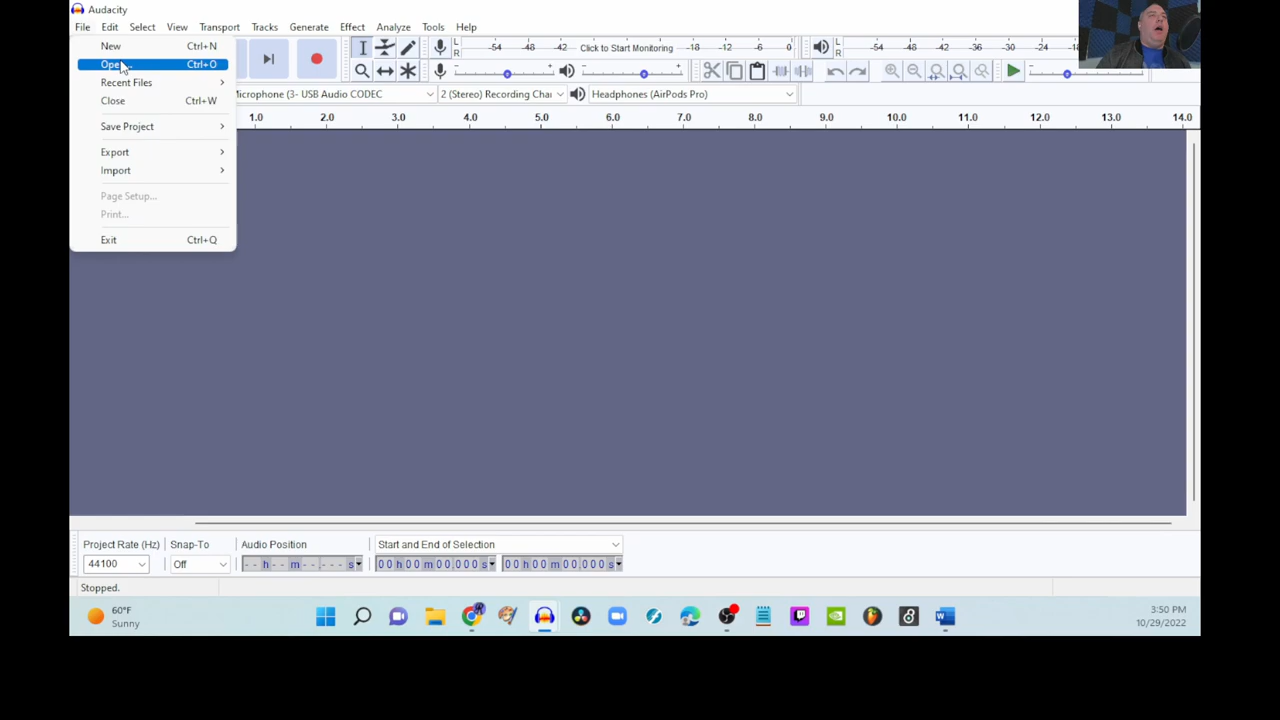 Audacity
File Edit Select View Transport Tracks Generate Effect Analyze Tools Help
New Ctrl+N
Open... Ctrl+O
Recent Files
Close Ctrl+W
Save Project
Export
Import
Page Setup...
Print...
Exit Ctrl+Q
L R -54 -48 Click to Start Monitoring -18 -12 -6 0
L R -54 -48 -42 -36 -30 -24
Microphone (3- USB Audio CODEC 2 (Stereo) Recording Chan Headphones (AirPods Pro)
1.0 2.0 3.0 4.0 5.0 6.0 7.0 8.0 9.0 10.0 11.0 12.0 13.0 14.0
Project Rate (Hz) Snap-To Audio Position Start and End of Selection
44100 Off - - h - - m - - . - - - s 00 h 00 m 00.000 s 00 h 00 m 00.000 s
Stopped.
60°F
Sunny
3:50 PM
10/29/2022